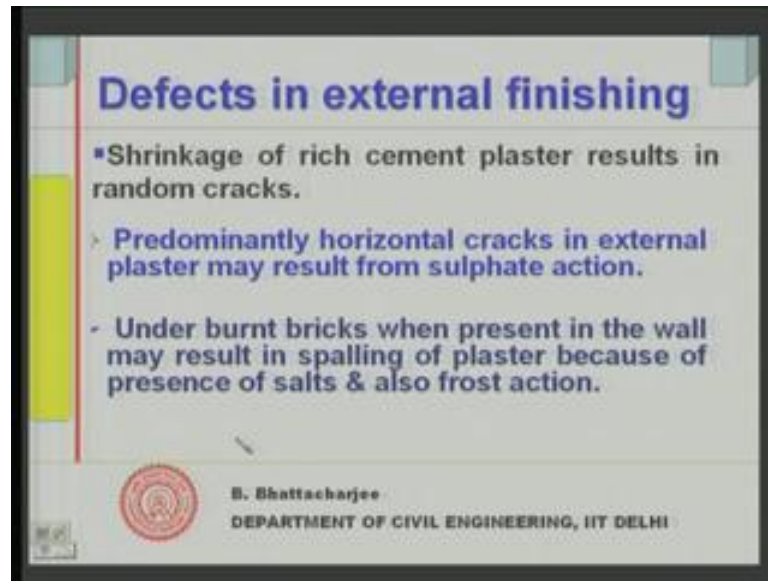 Defects in external finishing
▪Shrinkage of rich cement plaster results in
random cracks.
› Predominantly horizontal cracks in external
plaster may result from sulphate action.
- Under burnt bricks when present in the wall
may result in spalling of plaster because of
presence of salts & also frost action.
B. Bhattacharjee
DEPARTMENT OF CIVIL ENGINEERING, IIT DELHI